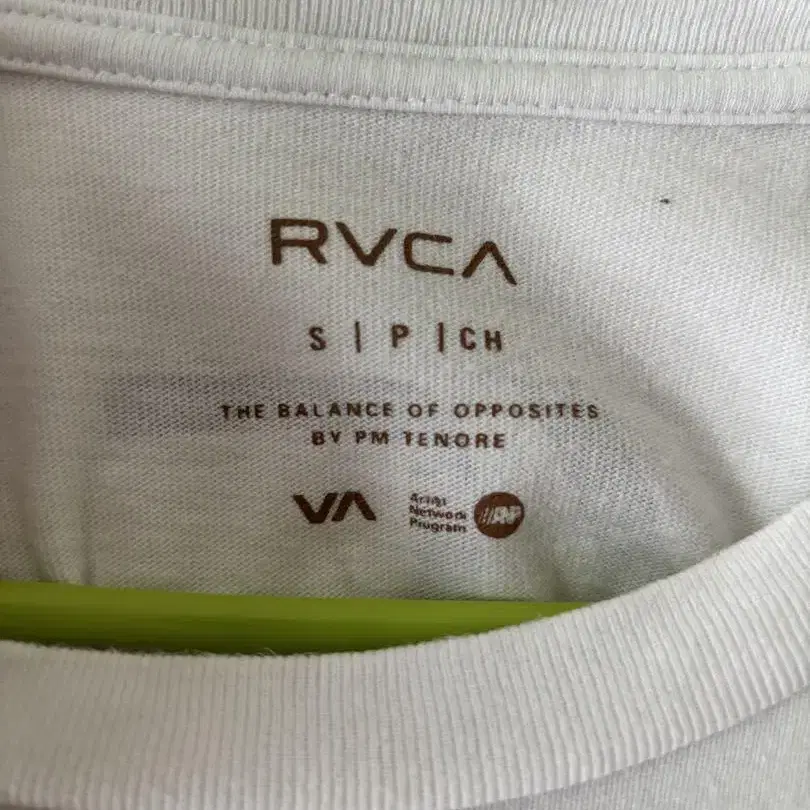 RVCA
S | P | CH
THE BALANCE OF OPPOSITES
BY PM TENORE
VA
Artist
Network
Program
ANP